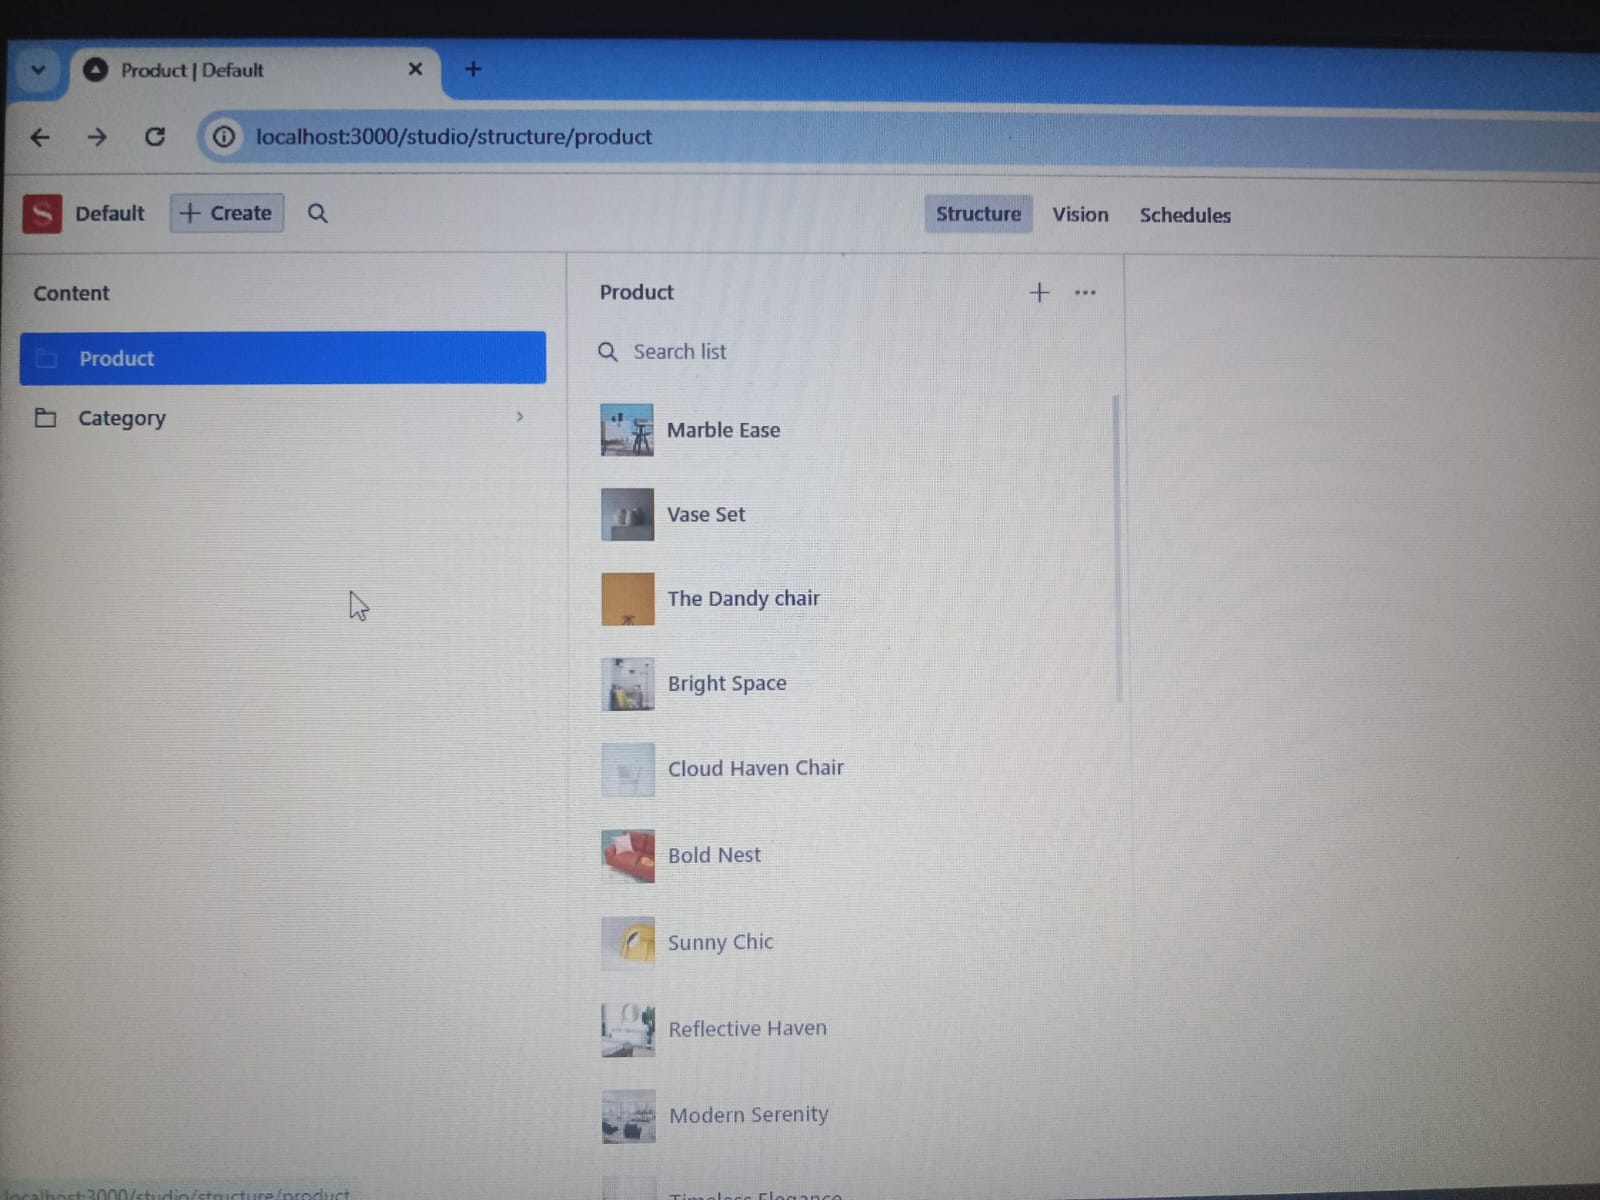 Product | Default
localhost:3000/studio/structure/product
S Default + Create
Structure Vision Schedules
Content
Product
Category
Product
Search list
Marble Ease
Vase Set
The Dandy chair
Bright Space
Cloud Haven Chair
Bold Nest
Sunny Chic
Reflective Haven
Modern Serenity
Timeless Elegance
localhost:3000/studio/structure/product